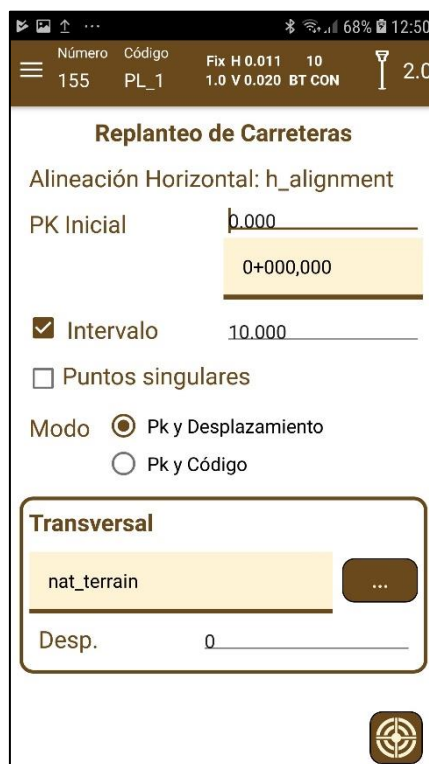 68% 12:50
Número Código Fix H 0.011 10 2.0
155 PL_1 1.0 V 0.020 BT CON
Replanteo de Carreteras
Alineación Horizontal: h_alignment
PK Inicial 0.000
0+000,000
Intervalo 10.000
Puntos singulares
Modo Pk y Desplazamiento
Pk y Código
Transversal
nat_terrain ...
Desp. 0